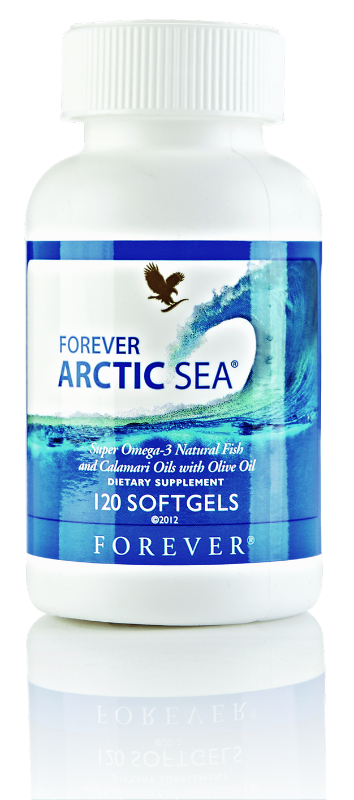 FOREVER
ARCTIC SEA®
Super Omega-3 Natural Fish
and Calamari Oils with Olive Oil
DIETARY SUPPLEMENT
120 SOFTGELS
©2012
FOREVER®